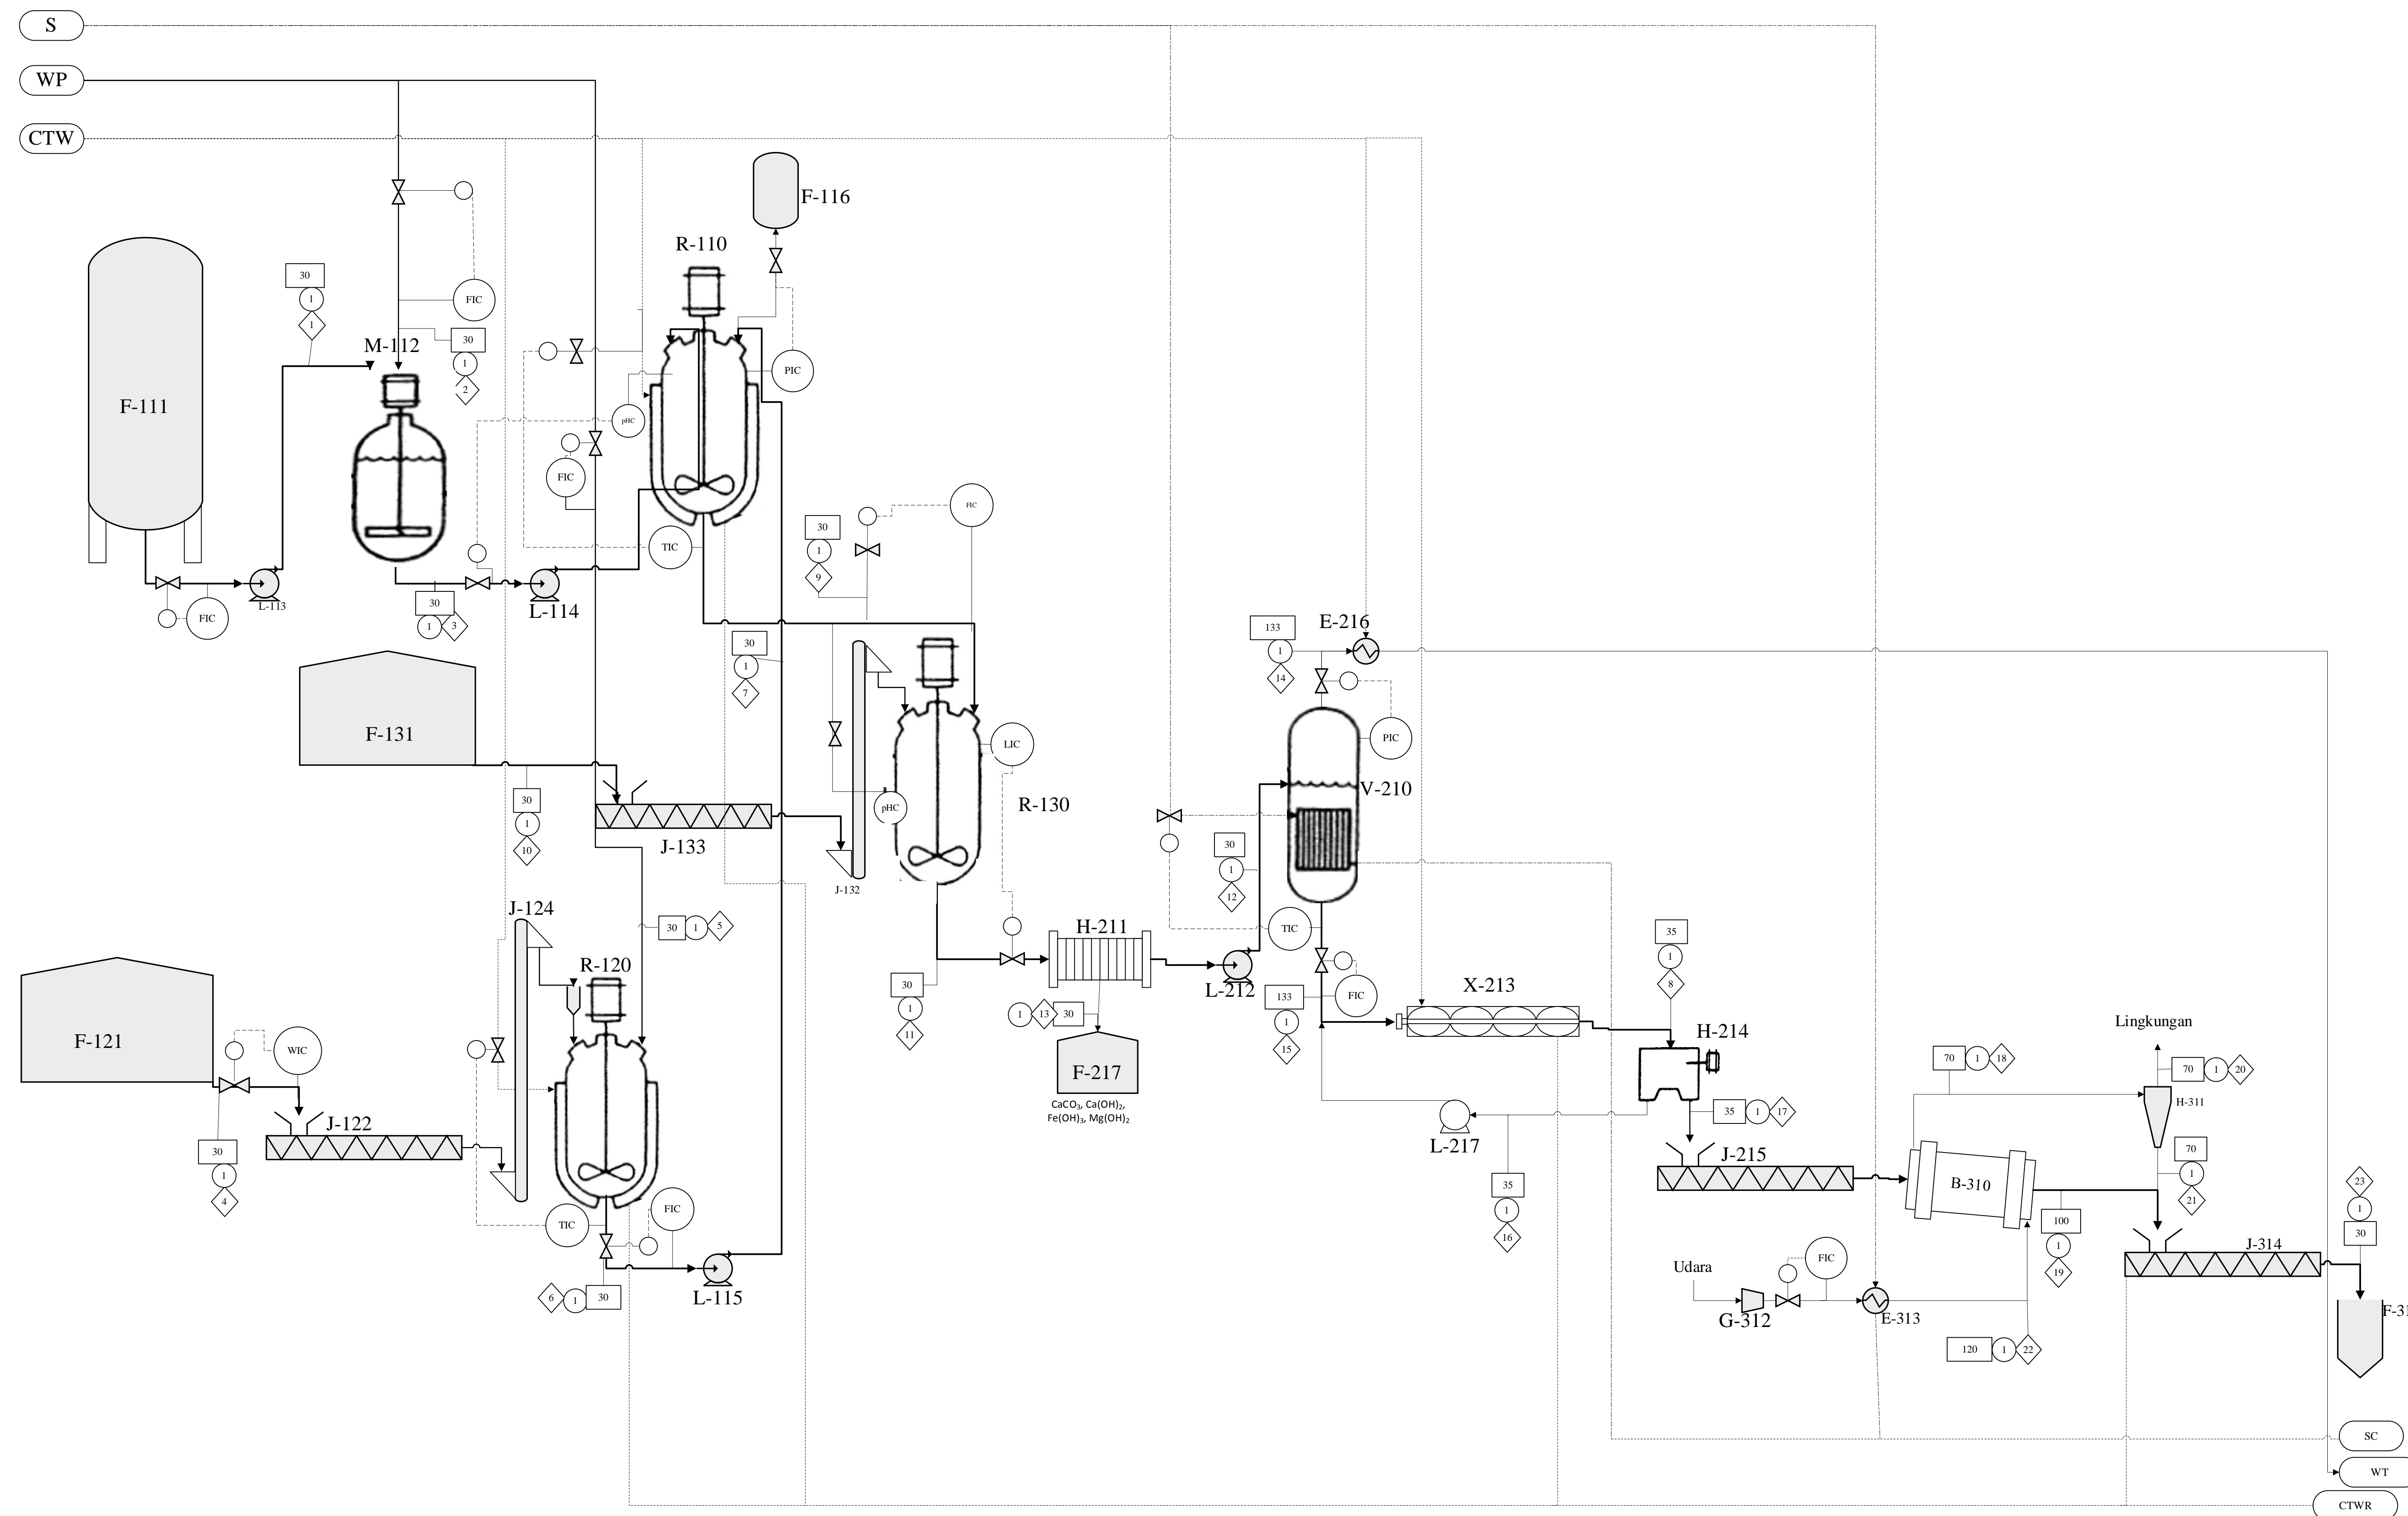 S
WP
CTW
F-116
R-110
30
1
1
FIC
30
1
2
M-112
F-111
PIC
pHC
FIC
TIC
FIC
30
1
9
L-113
FIC
30
1
3
L-114
30
1
7
E-216
133
1
14
F-131
LIC
PIC
V-210
R-130
pHC
30
1
10
J-133
J-132
30
1
12
TIC
J-124
30
1
5
H-211
L-212
R-120
30
1
11
1
13
30
F-217
CaCO₃, Ca(OH)₂,
Fe(OH)₃, Mg(OH)₂
133
1
15
FIC
X-213
35
1
8
H-214
F-121
WIC
J-122
30
1
4
TIC
FIC
6
1
30
L-115
L-217
35
1
16
35
1
17
J-215
Lingkungan
70
1
18
70
1
20
H-311
70
1
21
B-310
100
1
19
J-314
23
1
30
Udara
FIC
G-312
E-313
120
1
22
SC
WT
CTWR